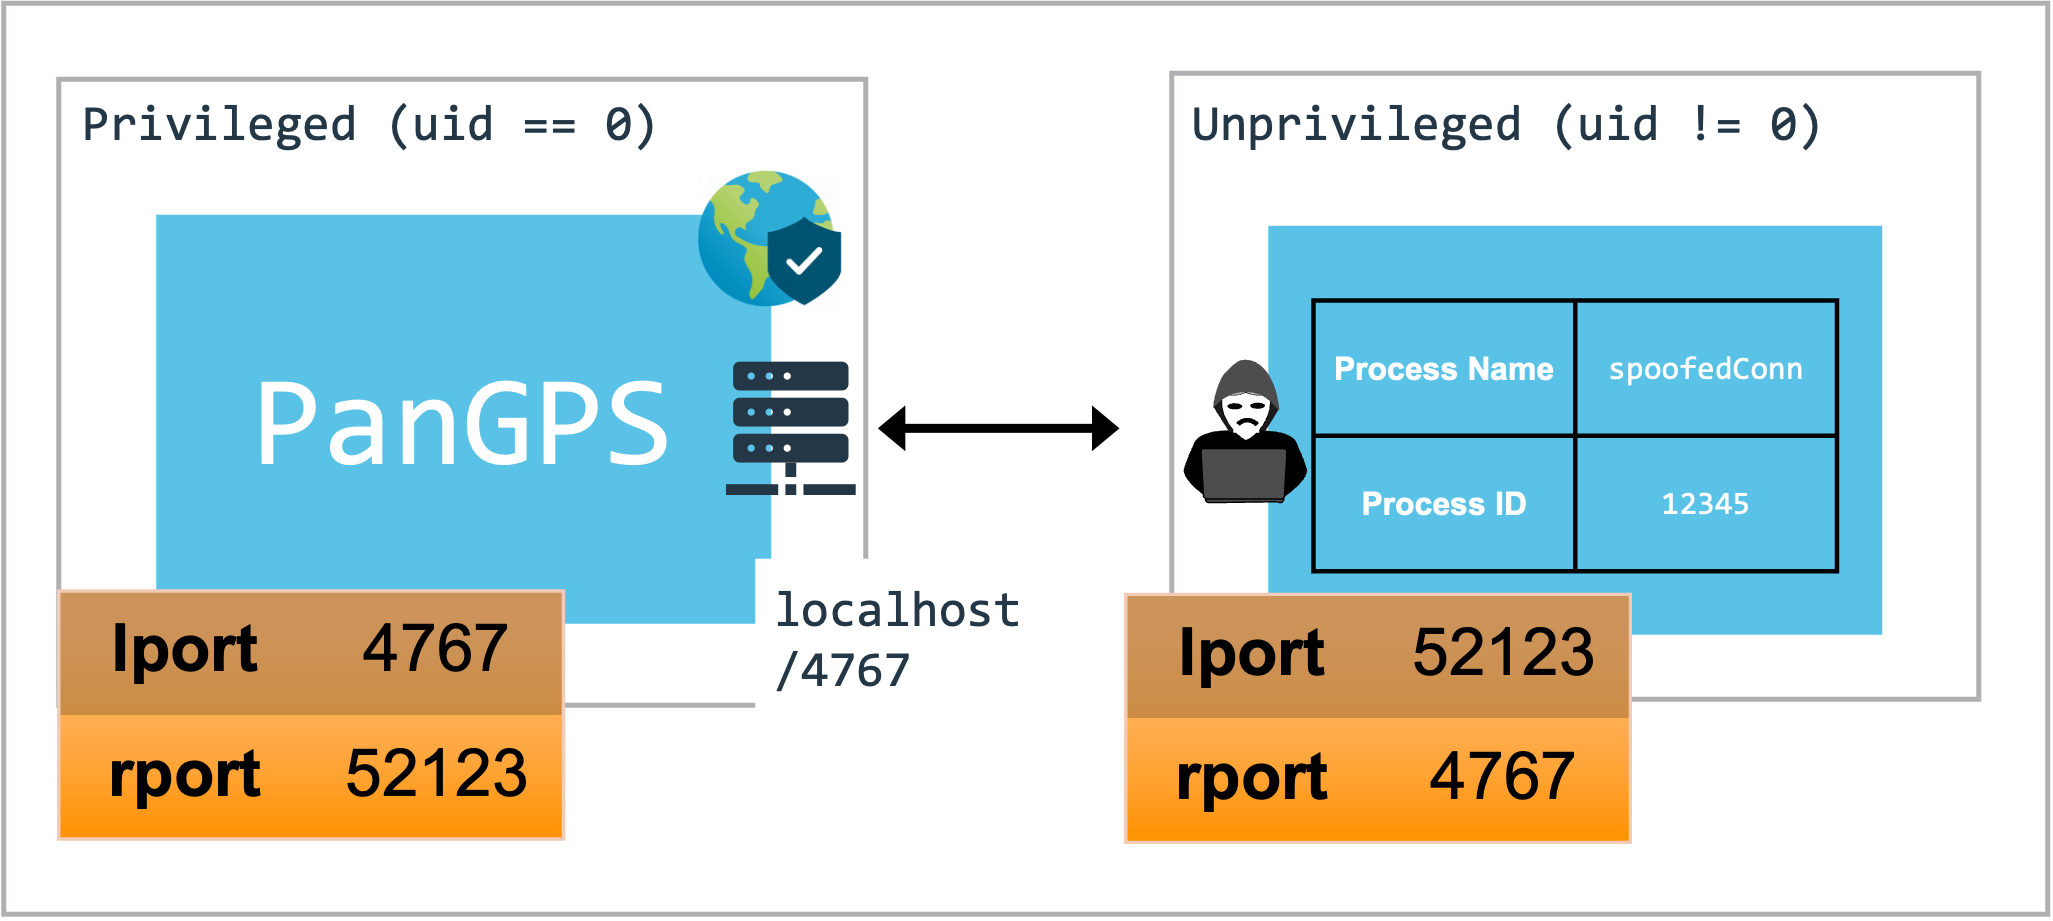 Privileged (uid == 0)
PanGPS
localhost
/4767
lport 4767
rport 52123
Unprivileged (uid != 0)
Process Name spoofedConn
Process ID 12345
lport 52123
rport 4767